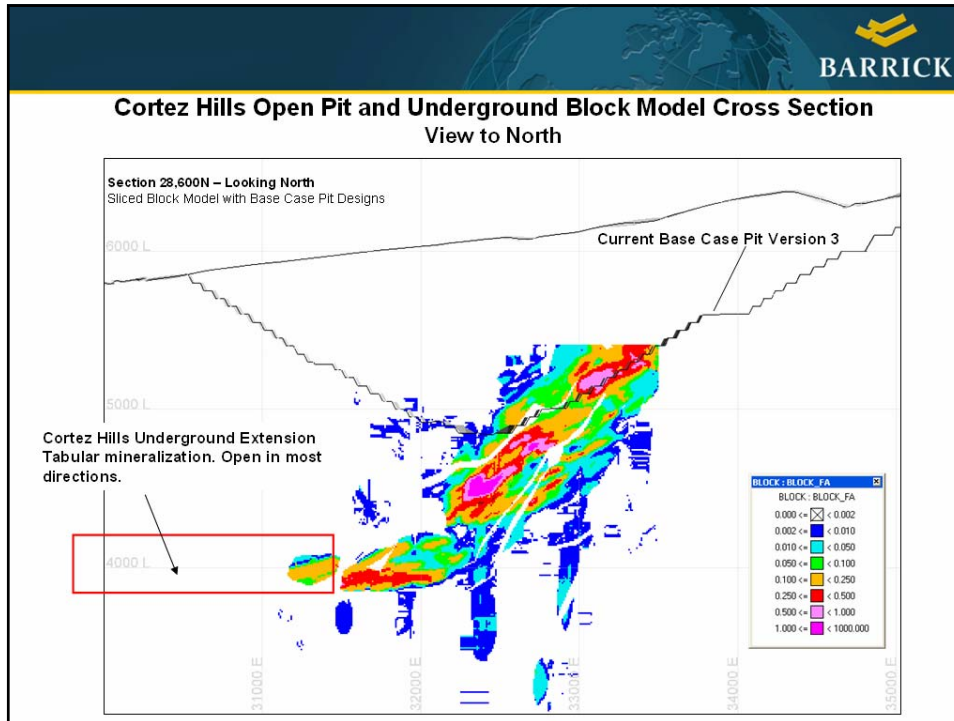 BARRICK
Cortez Hills Open Pit and Underground Block Model Cross Section
View to North
Section 28,600N – Looking North
Sliced Block Model with Base Case Pit Designs
6000 L
Current Base Case Pit Version 3
5000 L
Cortez Hills Underground Extension
Tabular mineralization. Open in most
directions.
4000 L
BLOCK : BLOCK_FA
BLOCK : BLOCK_FA
0.000 <= < 0.002
0.002 <= < 0.010
0.010 <= < 0.050
0.050 <= < 0.100
0.100 <= < 0.250
0.250 <= < 0.500
0.500 <= < 1.000
1.000 <= < 1000.000
31000 E
32000 E
33000 E
34000 E
35000 E